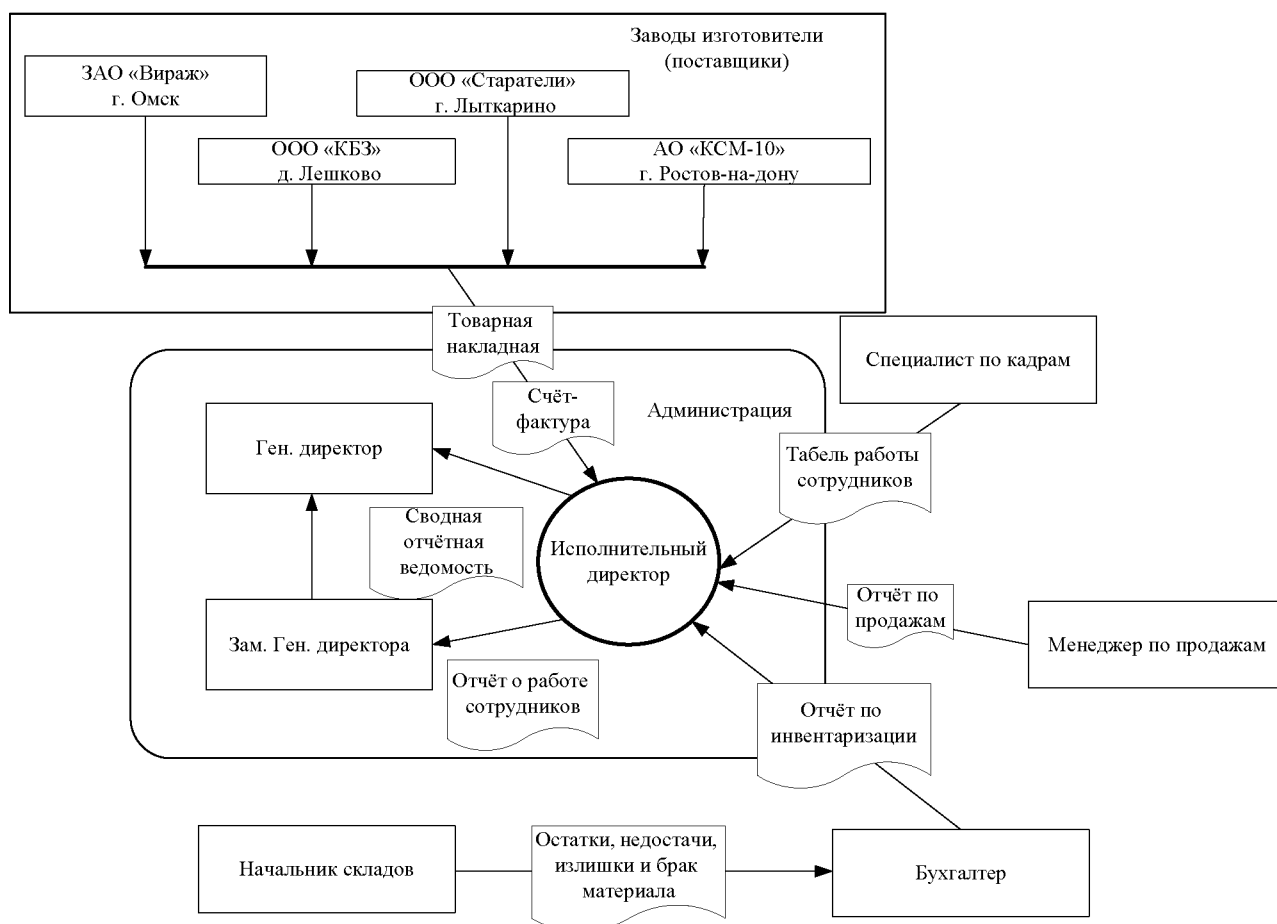 Заводы изготовители
(поставщики)
ЗАО «Вираж»
г. Омск
ООО «Старатели»
г. Лыткарино
ООО «КБЗ»
д. Лешково
АО «КСМ-10»
г. Ростов-на-дону
Товарная
накладная
Специалист по кадрам
Счёт-
фактура
Администрация
Ген. директор
Табель работы
сотрудников
Сводная
отчётная
ведомость
Исполнительный
директор
Отчёт по
продажам
Менеджер по продажам
Зам. Ген. директора
Отчёт о работе
сотрудников
Отчёт по
инвентаризации
Начальник складов
Остатки, недостачи,
излишки и брак
материала
Бухгалтер